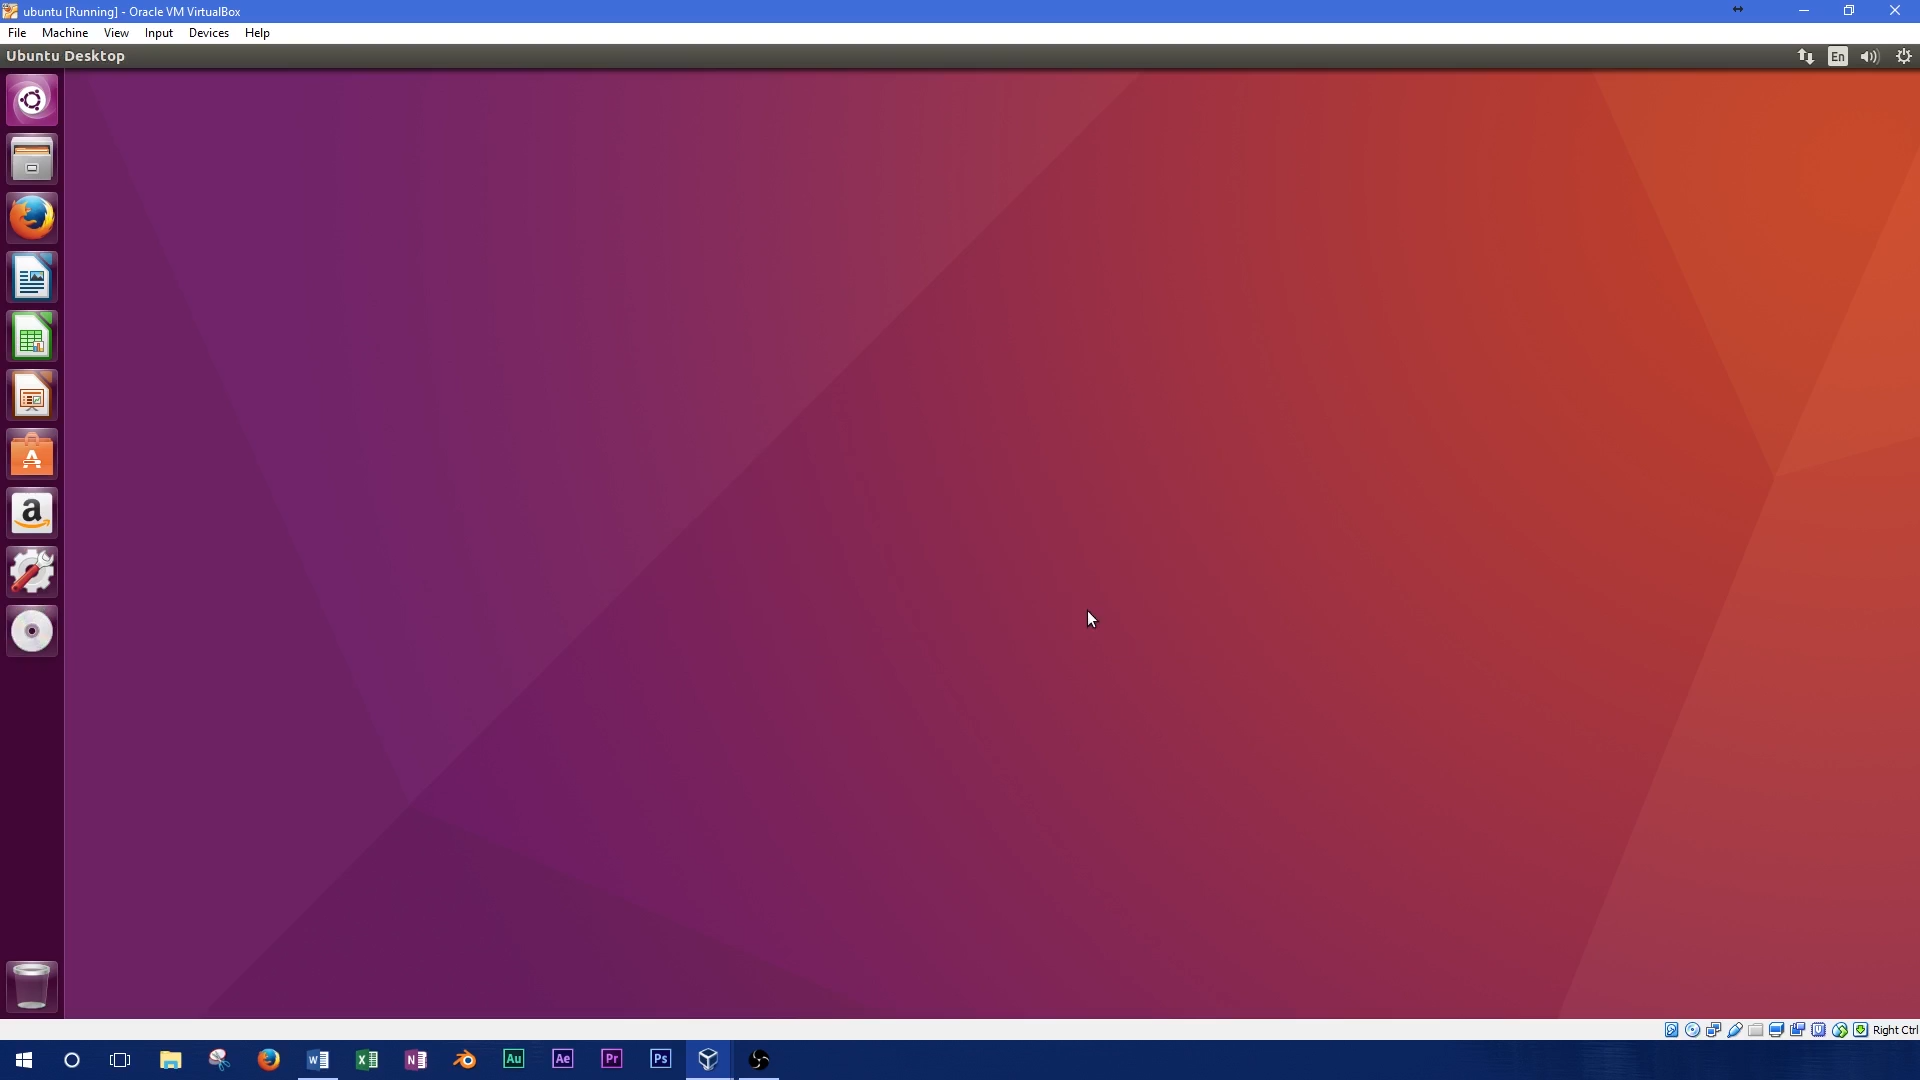 ubuntu [Running] - Oracle VM VirtualBox
File Machine View Input Devices Help
Ubuntu Desktop
En
A
a
Right Ctrl
W X N Au Ae Pr Ps